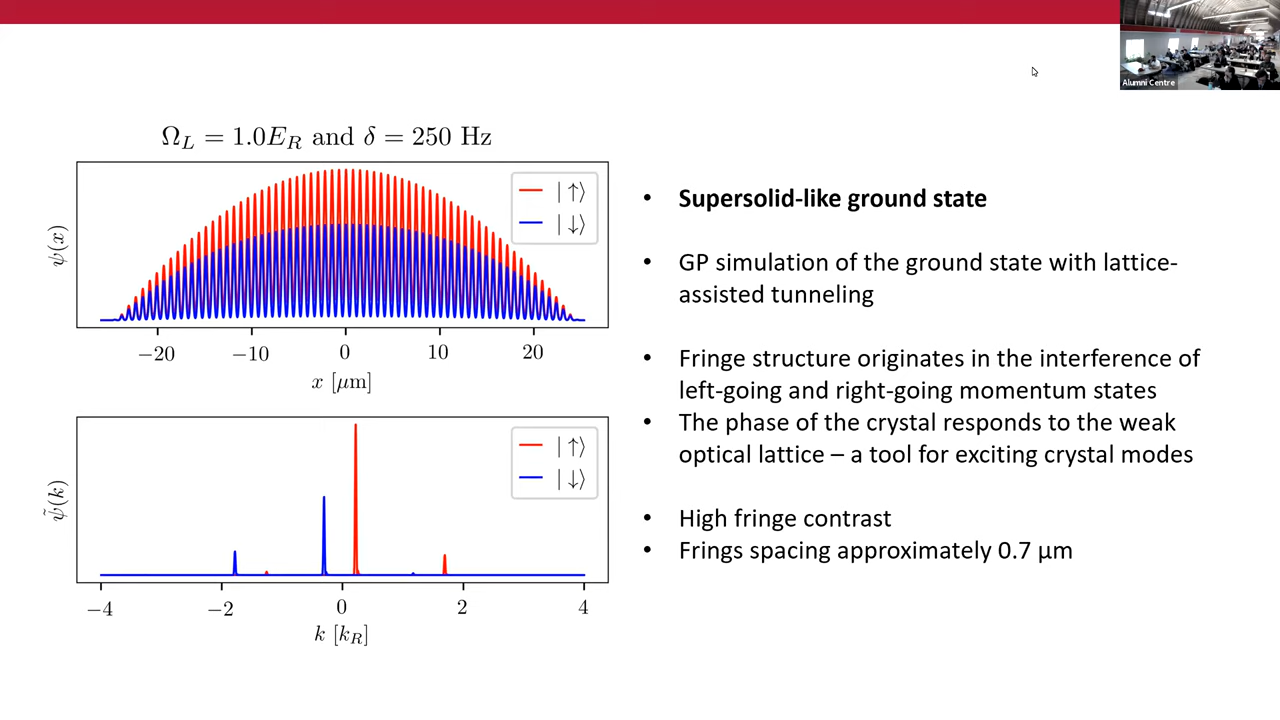 Alumni Centre
Ω_L = 1.0E_R and δ = 250 Hz
ψ(x)
|↑⟩
|↓⟩
−20 −10 0 10 20
x [μm]
ψ̃(k)
|↑⟩
|↓⟩
−4 −2 0 2 4
k [k_R]
• Supersolid-like ground state
• GP simulation of the ground state with lattice-
assisted tunneling
• Fringe structure originates in the interference of
left-going and right-going momentum states
• The phase of the crystal responds to the weak
optical lattice – a tool for exciting crystal modes
• High fringe contrast
• Frings spacing approximately 0.7 μm